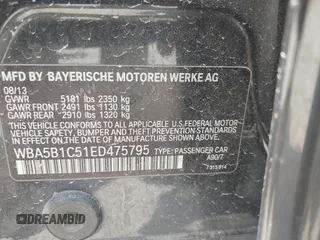 MFD BY BAYERISCHE MOTOREN WERKE AG
08/13
GVWR 5181 lbs 2350 kg
GAWR FRONT 2491 lbs 1130 kg
GAWR REAR 2910 lbs 1320 kg
THIS VEHICLE CONFORMS TO ALL APPLICABLE
FEDERAL MOTOR VEHICLE SAFETY, BUMPER,
AND THEFT PREVENTION STANDARDS IN EFFECT
ON THE DATE OF MANUFACTURE SHOWN ABOVE
WBA5B1C51ED475795
TYPE: PASSENGER CAR
A90/7
DREAMBID